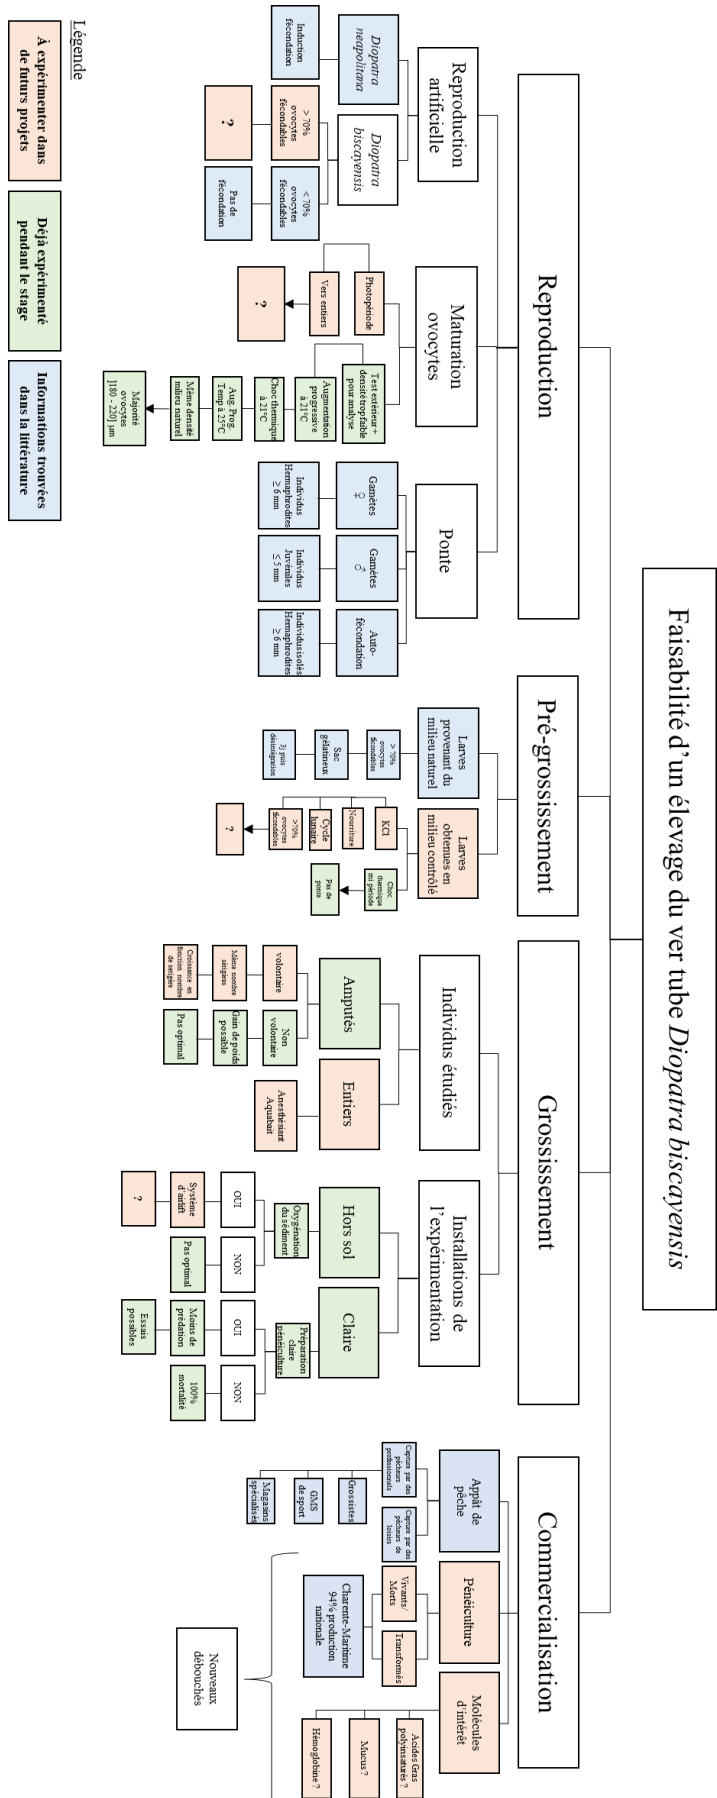 Faisabilité d’un élevage du ver tube Diopatra biscayensis
Reproduction
Reproduction
artificielle
Diopatra
neapolitana
Induction
fécondation
Diopatra
biscayensis
> 70%
ovocytes
fécondables
?
< 70%
ovocytes
fécondables
Pas de
fécondation
Maturation
ovocytes
Photopériode
Vers entiers
?
Test extérieur +
densité trop faible
pour analyse
Augmentation
progressive
à 21°C
Choc thermique
à 21°C
Aug. Prog.
Temp à 25°C
Même densité
milieu naturel
Majorité
ovocytes
]180 - 220] µm
Ponte
Gamètes
♀
Individus
Hermaphrodites
≥ 6 mm
Gamètes
♂
Individus
Juvéniles
≤ 5 mm
Auto-
fécondation
Individus isolés
Hermaphrodites
≥ 6 mm
Pré-grossissement
Larves
provenant du
milieu naturel
> 70%
ovocytes
fécondables
Sac
gélatineux
3j puis
désintégration
Larves
obtenues en
milieu contrôlé
KCl
Nourriture
Cycle
lunaire
>70%
ovocytes
fécondables
?
Choc
thermique
mi période
Pas de
ponte
Grossissement
Individus étudiés
Amputés
volontaire
Même nombre
sétigères
Croissance en
fonction nombre
de sétigère
Non
volontaire
Gain de poids
possible
Pas optimal
Entiers
Anesthésiant
Aquabait
Installations de
l’expérimentation
Hors sol
Oxygénation
du sédiment
OUI
Système
d’airlift
?
NON
Pas optimal
Claire
Préparation
claire
pénéiculture
OUI
Moins de
prédation
Essais
possibles
NON
100%
mortalité
Commercialisation
Appât de
pêche
Capture par des
pêcheurs
professionnels
Grossistes
GMS
de sport
Magasins
spécialisés
Capture par des
pêcheurs de
loisirs
Pénéiculture
Vivants/
Morts
Transformés
Charente-Maritime
94% production
nationale
Molécules
d’intérêt
Acides Gras
polyinsaturés ?
Mucus ?
Hémoglobine ?
Nouveaux
débouchés
Légende
À expérimenter dans
de futurs projets
Déjà expérimenté
pendant le stage
Informations trouvées
dans la littérature